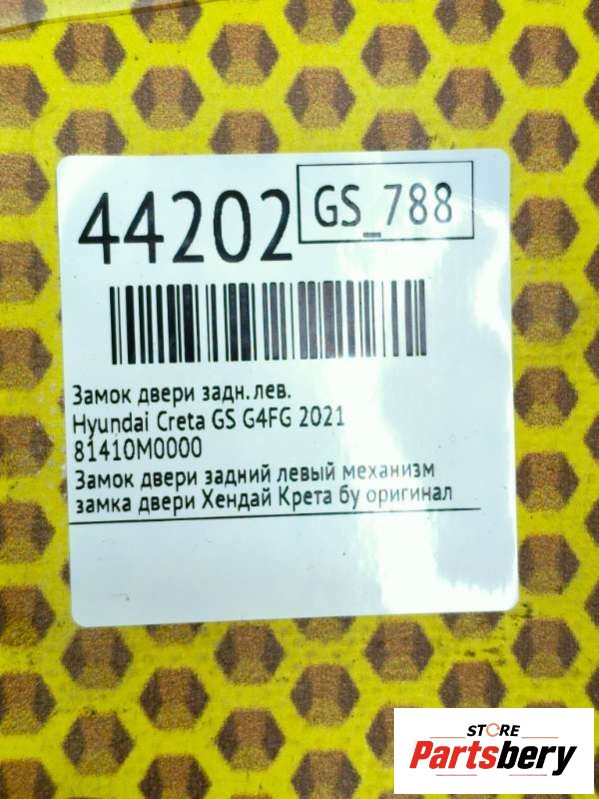 44202
GS_788
Замок двери задн. лев.
Hyundai Creta GS G4FG 2021
81410M0000
Замок двери задний левый механизм
замка двери Хендай Крета бу оригинал
STORE
Partsbery